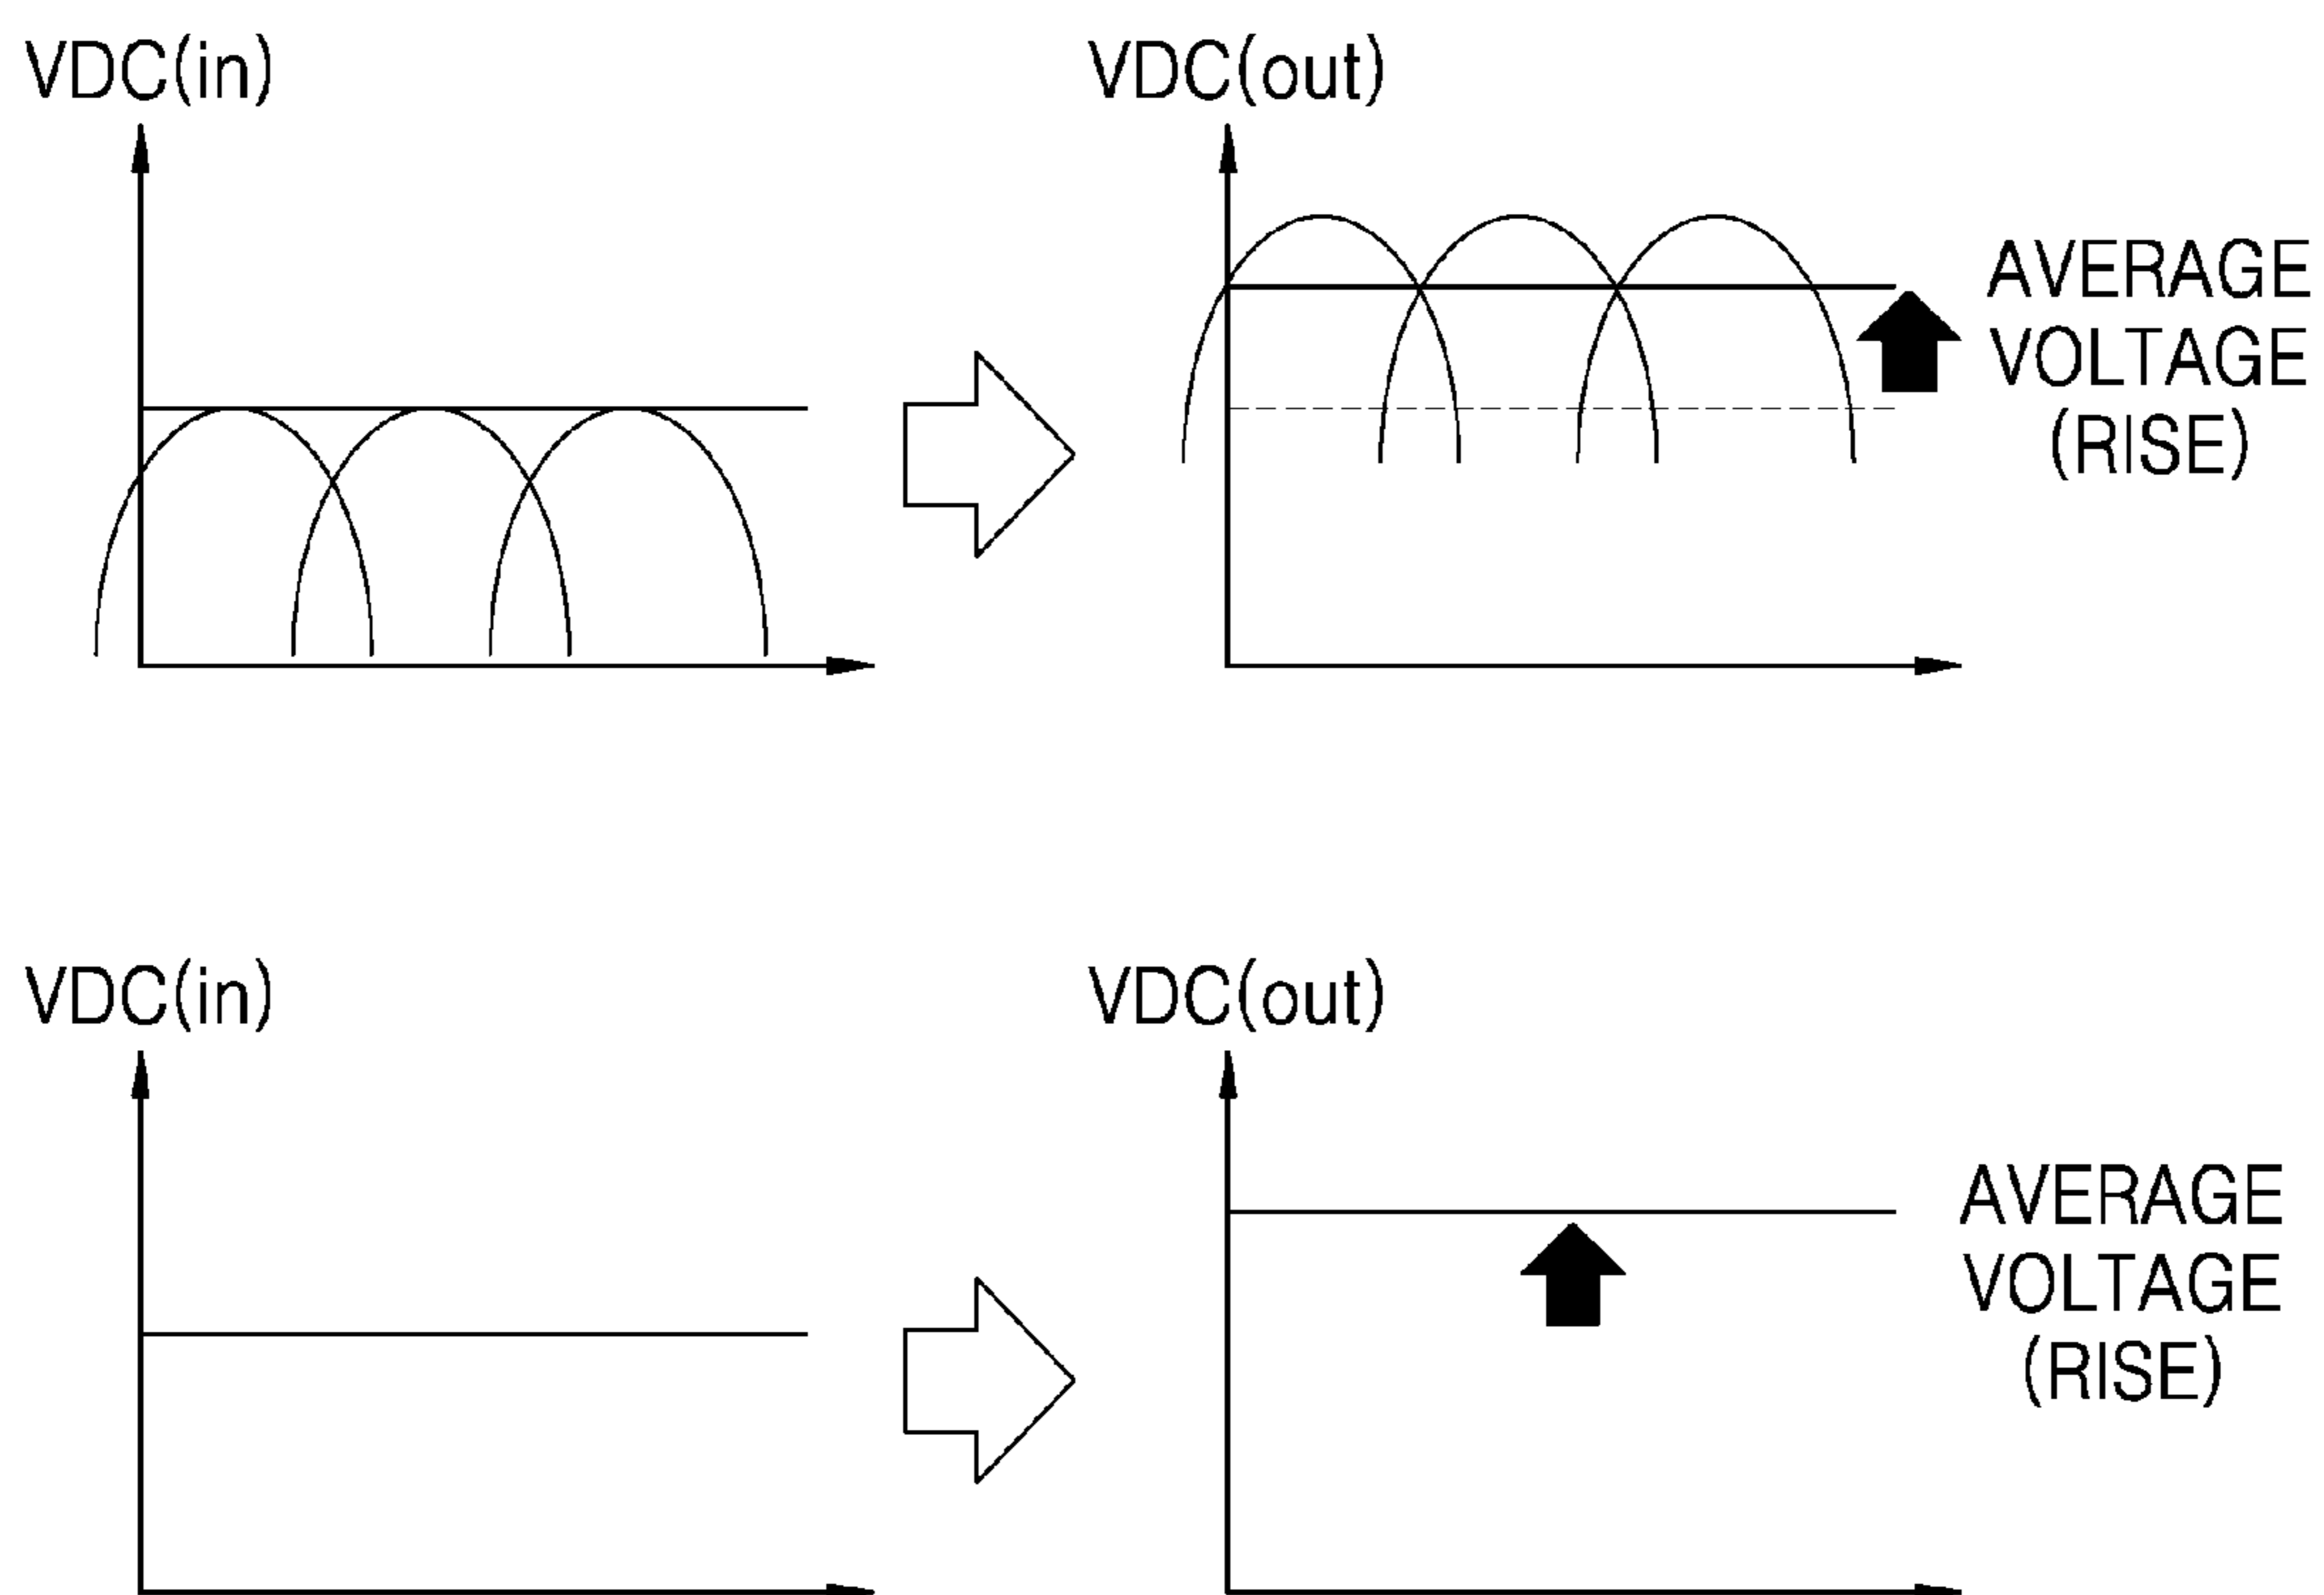 VDC(in)
VDC(out)
AVERAGE
VOLTAGE
(RISE)
VDC(in)
VDC(out)
AVERAGE
VOLTAGE
(RISE)